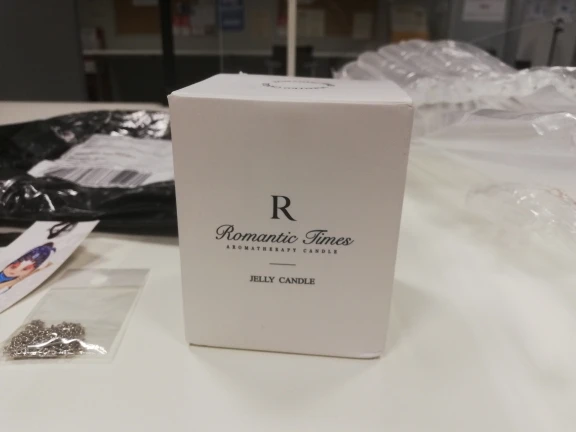 R
Romantic Times
AROMATHERAPY CANDLE
JELLY CANDLE